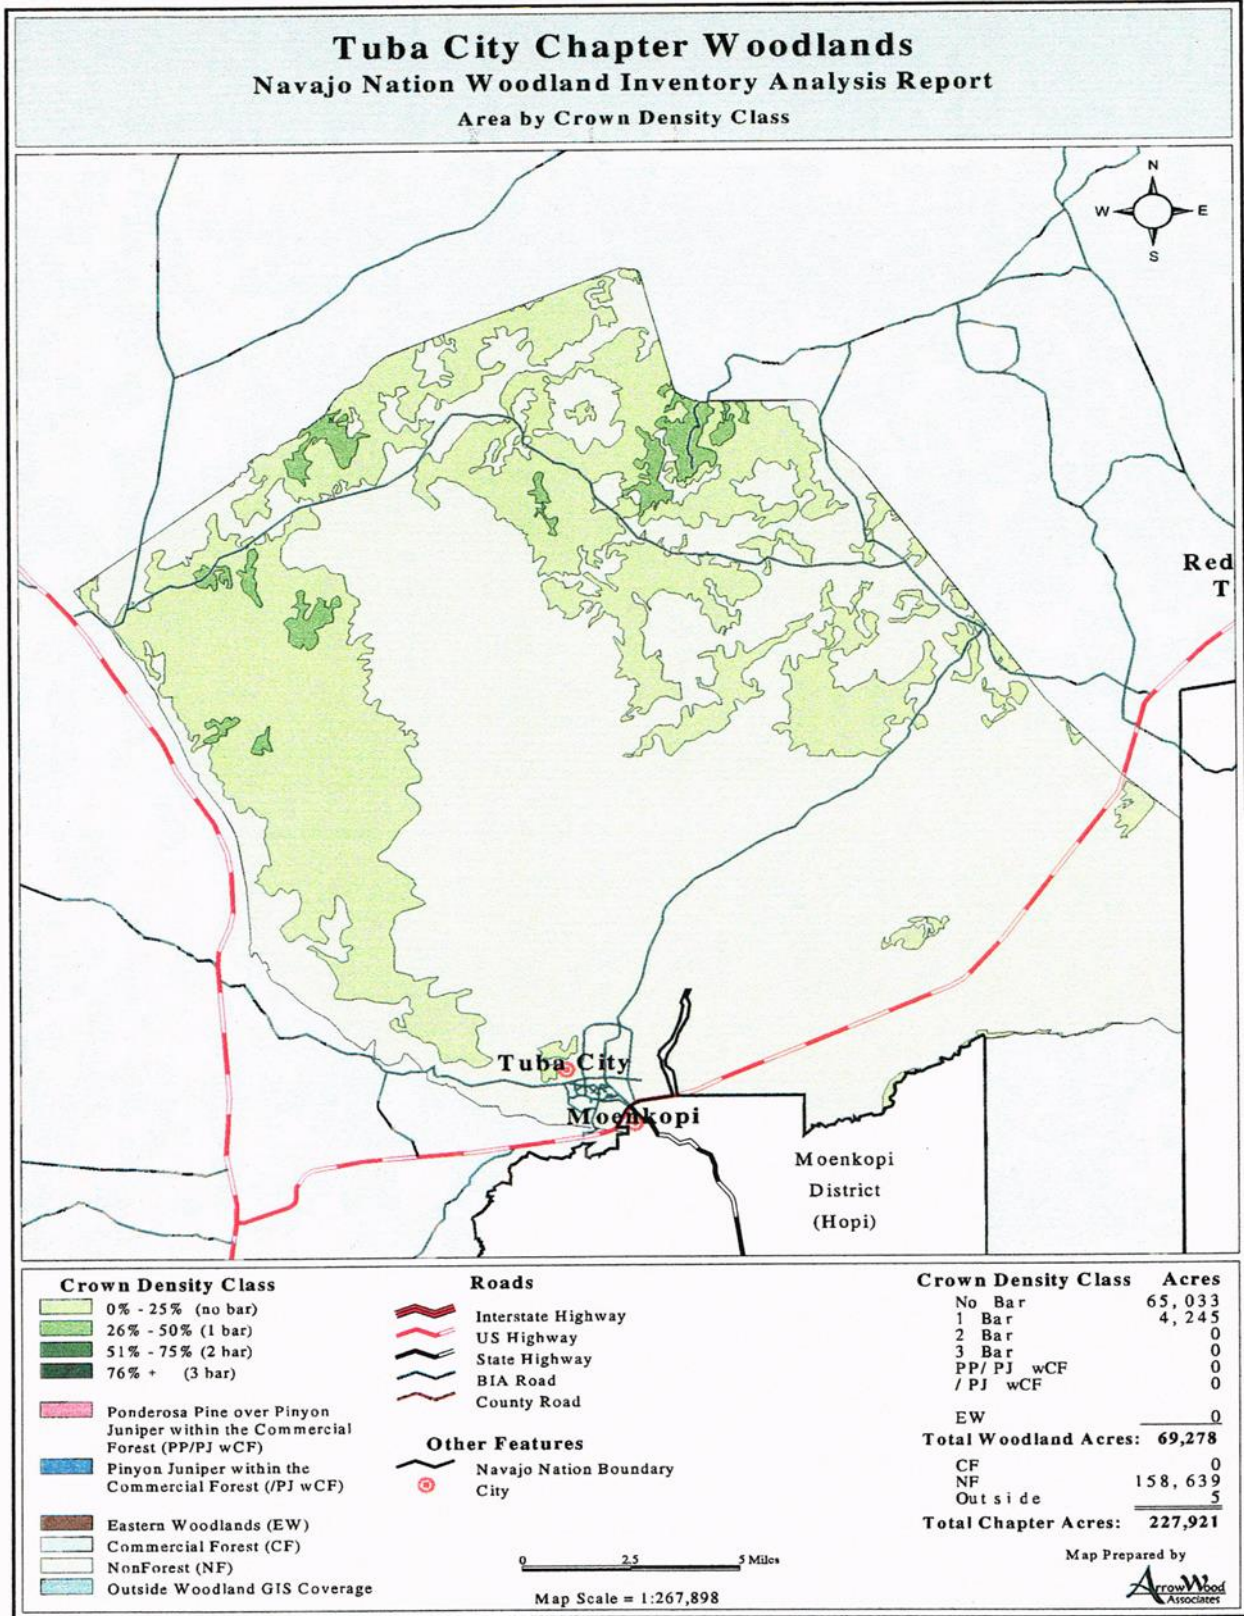 Tuba City Chapter Woodlands
Navajo Nation Woodland Inventory Analysis Report
Area by Crown Density Class
N
W E
S
Red
T
Tuba City
Moenkopi
Moenkopi
District
(Hopi)
Crown Density Class
0% - 25% (no bar)
26% - 50% (1 bar)
51% - 75% (2 bar)
76% + (3 bar)
Ponderosa Pine over Pinyon
Juniper within the Commercial
Forest (PP/PJ wCF)
Pinyon Juniper within the
Commercial Forest (/PJ wCF)
Eastern Woodlands (EW)
Commercial Forest (CF)
NonForest (NF)
Outside Woodland GIS Coverage
Roads
Interstate Highway
US Highway
State Highway
BIA Road
County Road
Other Features
Navajo Nation Boundary
City
0 2.5 5 Miles
Map Scale = 1:267,898
Crown Density Class Acres
No Bar 65,033
1 Bar 4,245
2 Bar 0
3 Bar 0
PP/PJ wCF 0
/PJ wCF 0
EW 0
Total Woodland Acres: 69,278
CF 0
NF 158,639
Outside 5
Total Chapter Acres: 227,921
Map Prepared by
ArrowWood
Associates